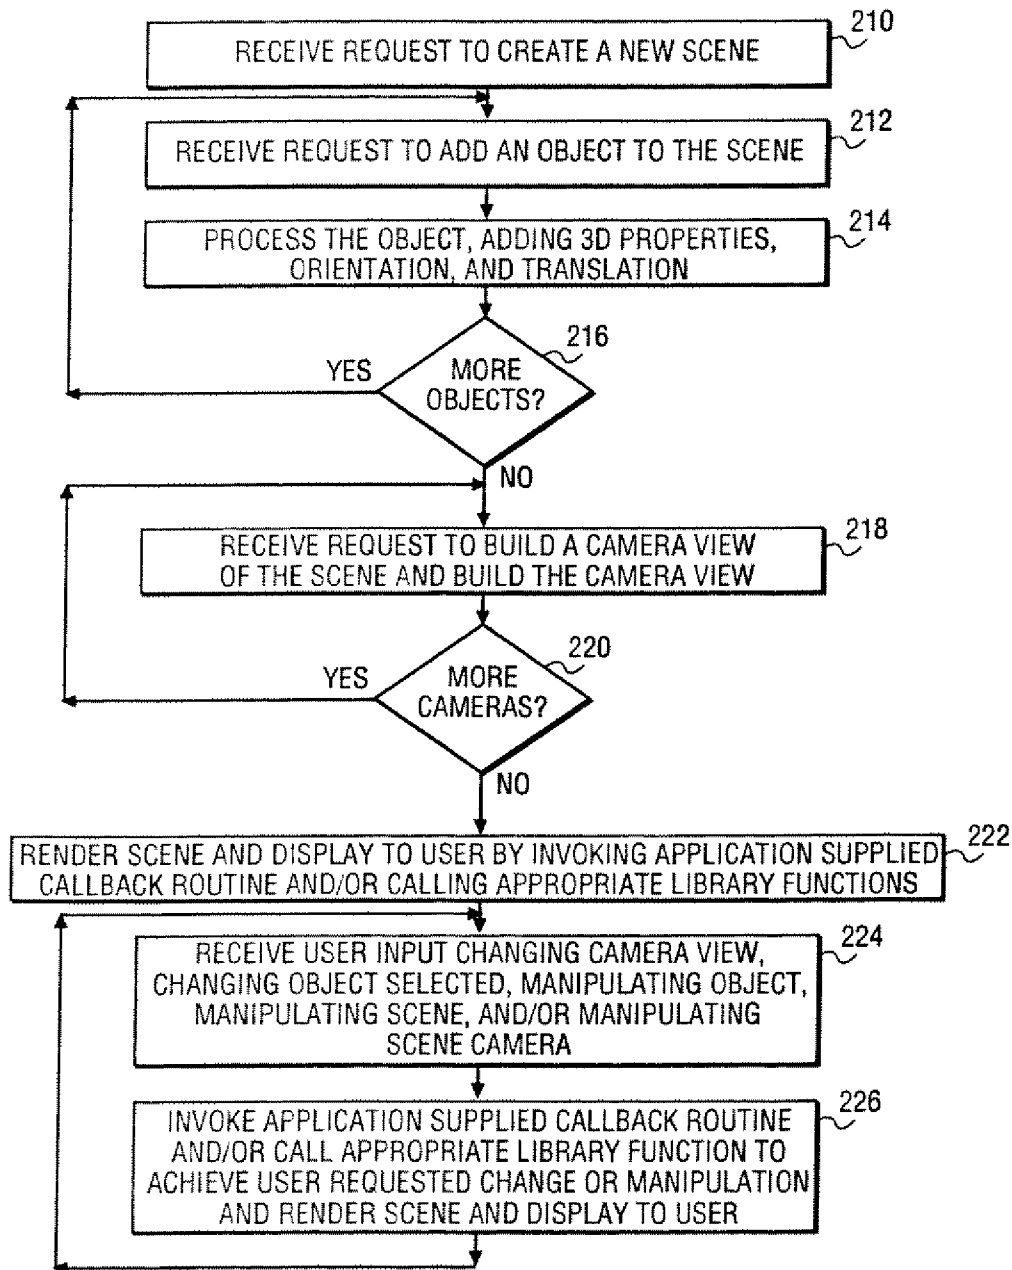 210
RECEIVE REQUEST TO CREATE A NEW SCENE
212
RECEIVE REQUEST TO ADD AN OBJECT TO THE SCENE
214
PROCESS THE OBJECT, ADDING 3D PROPERTIES,
ORIENTATION, AND TRANSLATION
216
YES
MORE
OBJECTS?
NO
218
RECEIVE REQUEST TO BUILD A CAMERA VIEW
OF THE SCENE AND BUILD THE CAMERA VIEW
220
YES
MORE
CAMERAS?
NO
222
RENDER SCENE AND DISPLAY TO USER BY INVOKING APPLICATION SUPPLIED
CALLBACK ROUTINE AND/OR CALLING APPROPRIATE LIBRARY FUNCTIONS
224
RECEIVE USER INPUT CHANGING CAMERA VIEW,
CHANGING OBJECT SELECTED, MANIPULATING OBJECT,
MANIPULATING SCENE, AND/OR MANIPULATING
SCENE CAMERA
226
INVOKE APPLICATION SUPPLIED CALLBACK ROUTINE
AND/OR CALL APPROPRIATE LIBRARY FUNCTION TO
ACHIEVE USER REQUESTED CHANGE OR MANIPULATION
AND RENDER SCENE AND DISPLAY TO USER